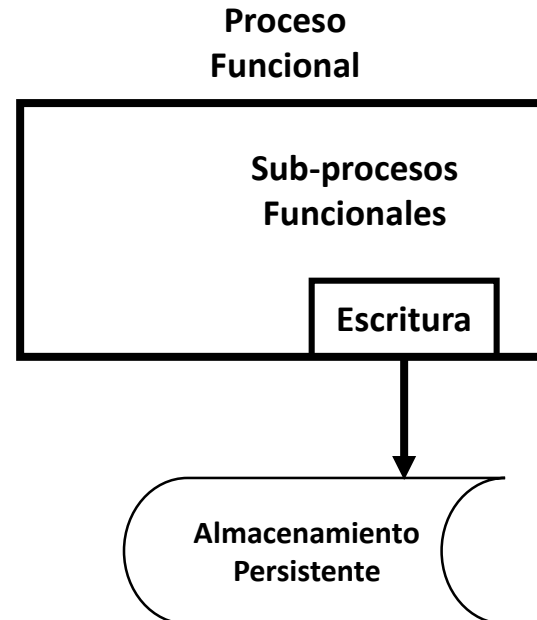 Proceso
Funcional
Sub-procesos
Funcionales
Escritura
Almacenamiento
Persistente